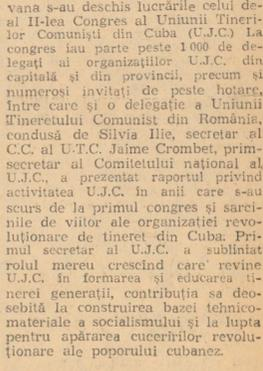 vana s-au deschis lucrările celui de-
al II-lea Congres al Uniunii Tineri-
lor Comuniști din Cuba (U.J.C.) La
congres iau parte peste 1 000 de de-
legați ai organizațiilor U.J.C. din
capitală și din provincii, precum și
numeroși invitați de peste hotare,
între care și o delegație a Uniunii
Tineretului Comunist din România,
condusă de Silvia Ilie, secretar al
C.C. al U.T.C. Jaime Crombet, prim-
secretar al Comitetului național al
U.J.C., a prezentat raportul privind
activitatea U.J.C. în anii care s-au
scurs de la primul congres și sarci-
nile de viitor ale organizației revo-
luționare de tineret din Cuba. Pri-
mul secretar al U.J.C. a subliniat
rolul mereu crescînd care revine
U.J.C. în formarea și educarea ti-
nerei generații, contribuția sa deo-
sebită la construirea bazei tehnico-
materiale a socialismului și la lupta
pentru apărarea cuceririlor revolu-
ționare ale poporului cubanez.